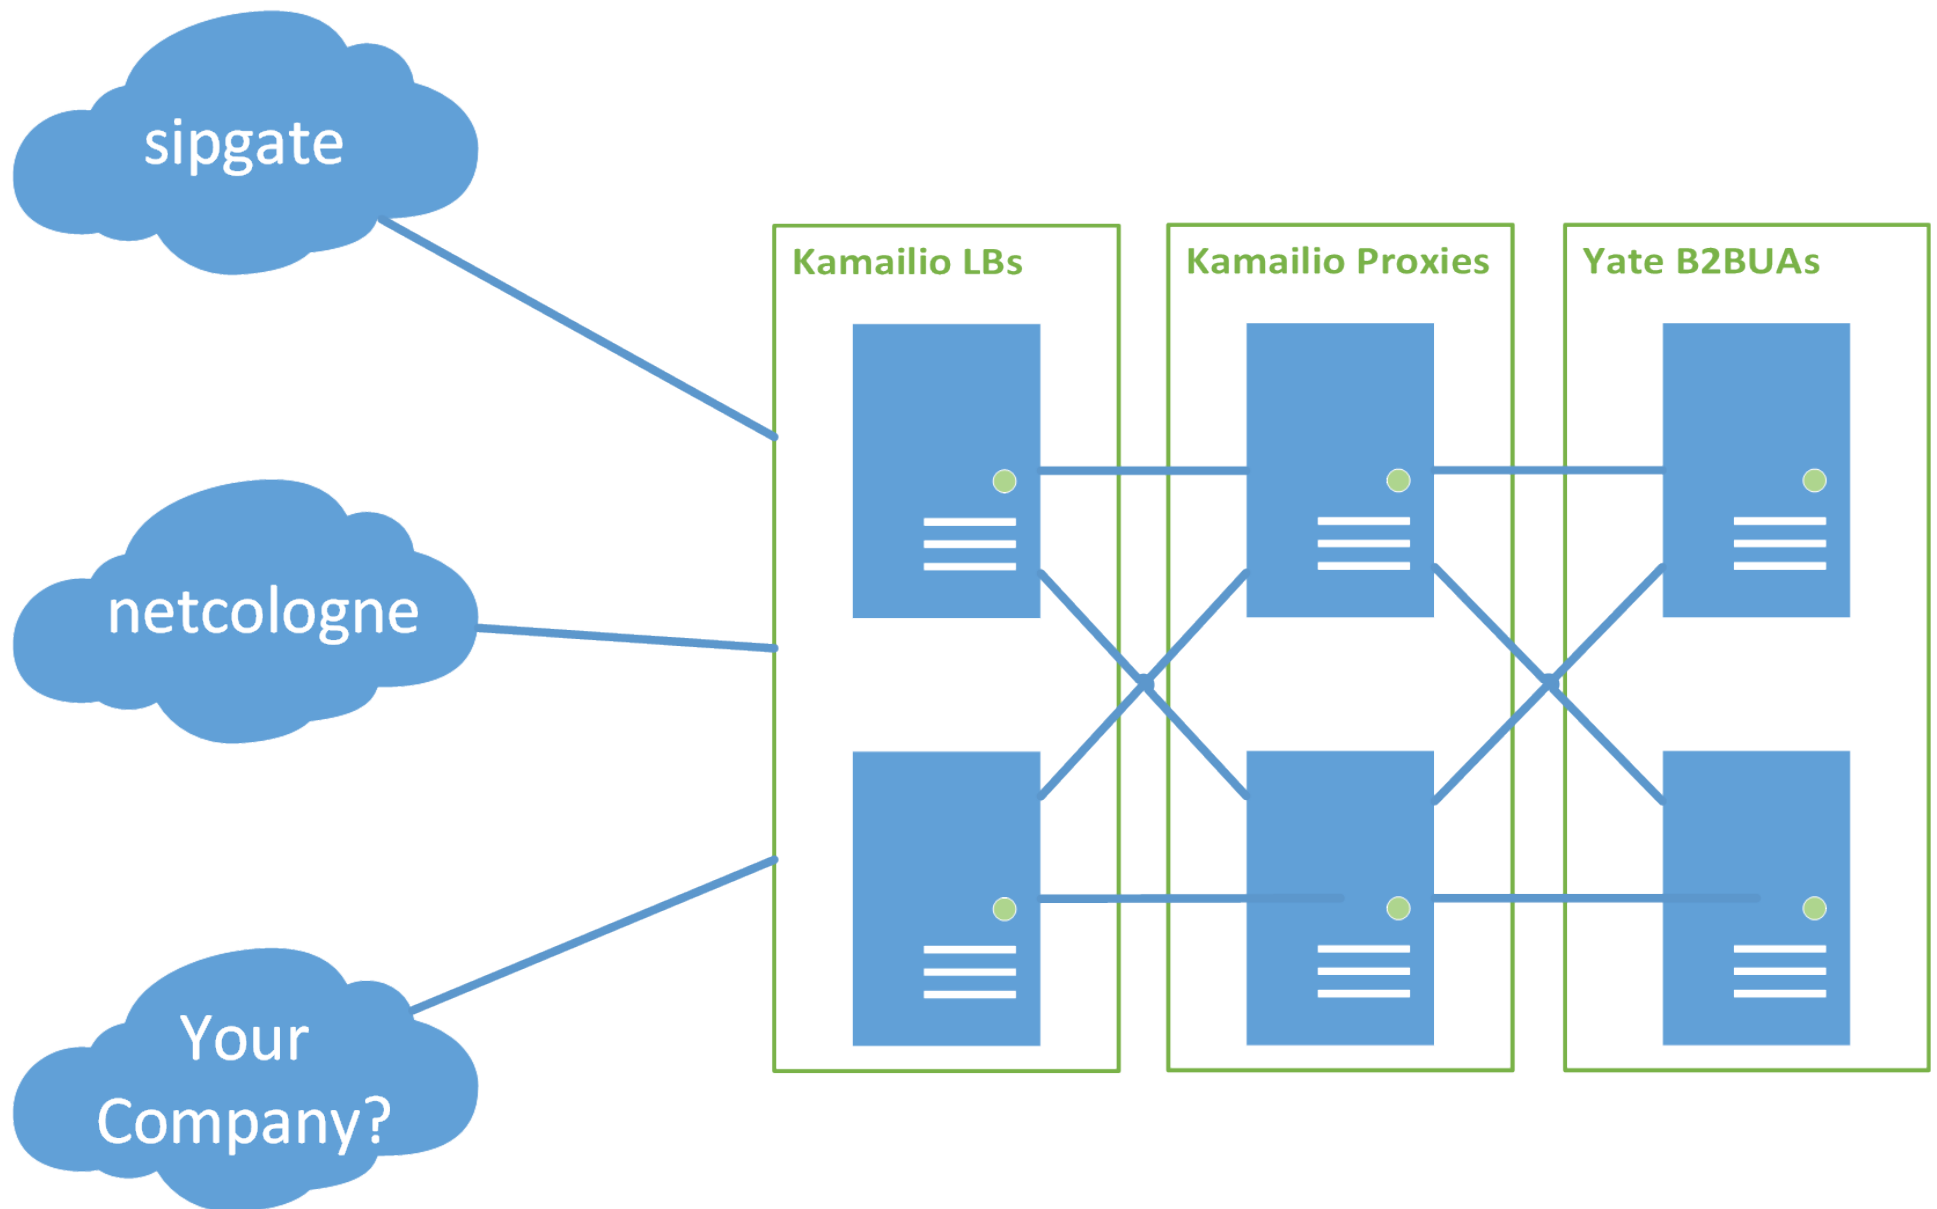 sipgate
Kamailio LBs
Kamailio Proxies
Yate B2BUAs
netcologne
Your
Company?